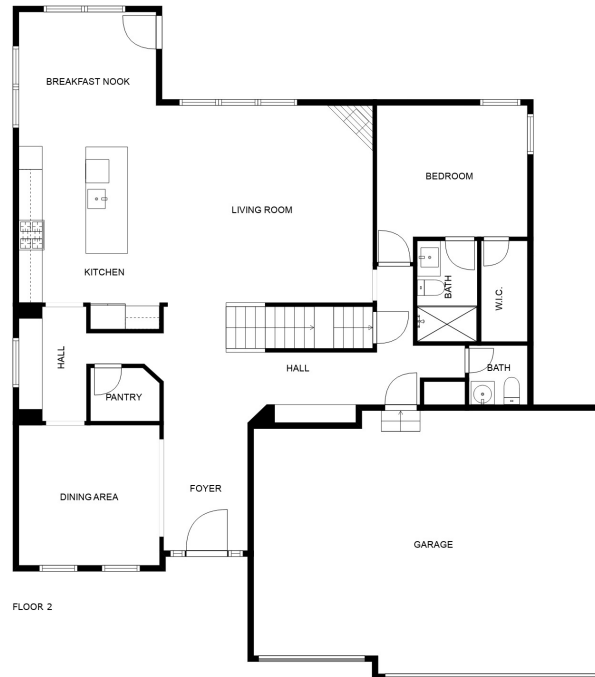 BREAKFAST NOOK
BEDROOM
LIVING ROOM
KITCHEN
BATH
W.I.C.
HALL
HALL
BATH
PANTRY
DINING AREA
FOYER
GARAGE
FLOOR 2